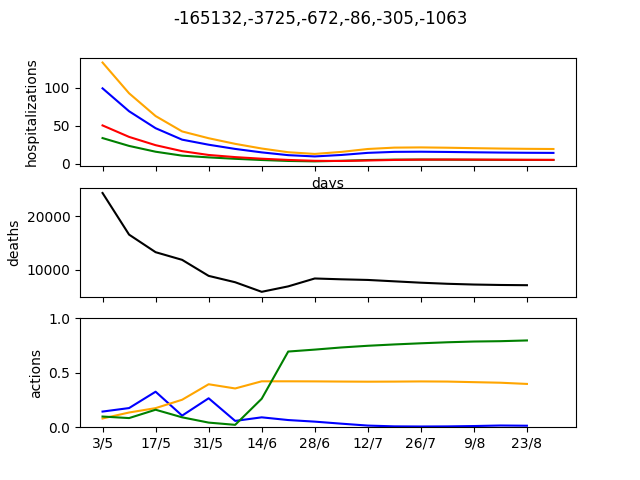 -165132,-3725,-672,-86,-305,-1063
hospitalizations
100
50
0
days
deaths
20000
10000
actions
1.0
0.5
0.0
3/5 17/5 31/5 14/6 28/6 12/7 26/7 9/8 23/8